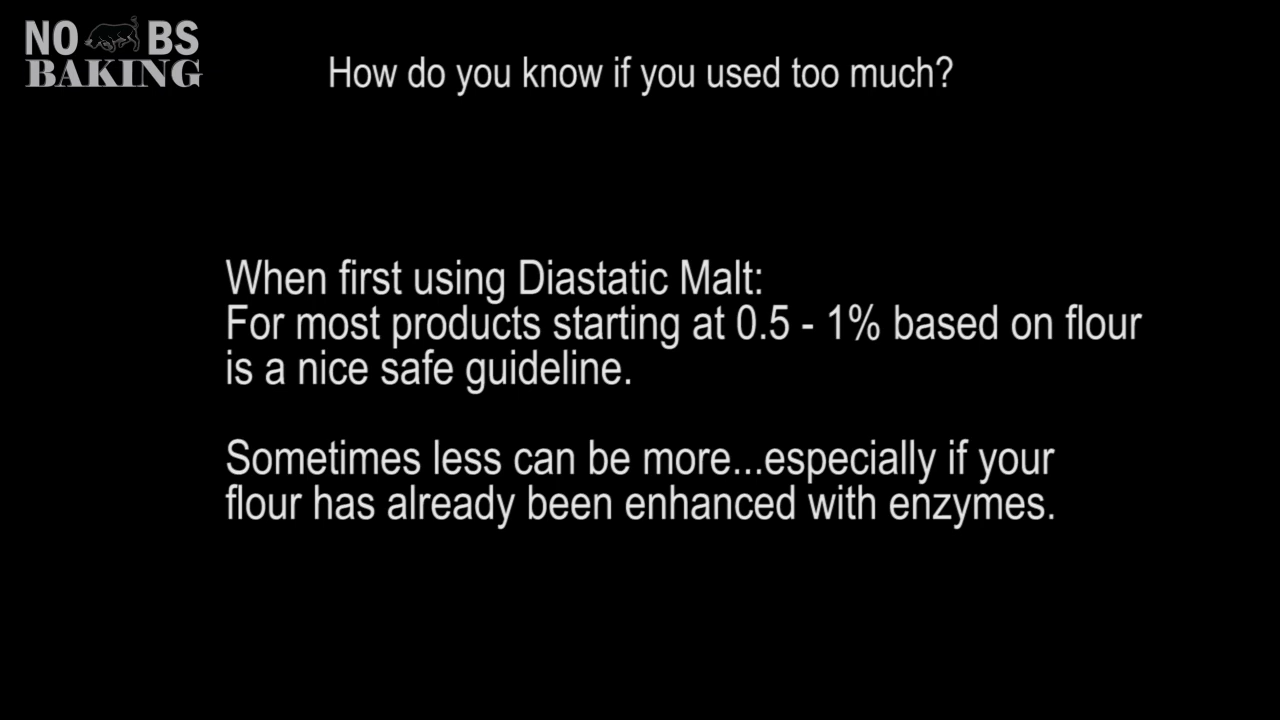 NO BS
BAKING
How do you know if you used too much?
When first using Diastatic Malt:
For most products starting at 0.5 - 1% based on flour
is a nice safe guideline.
Sometimes less can be more...especially if your
flour has already been enhanced with enzymes.